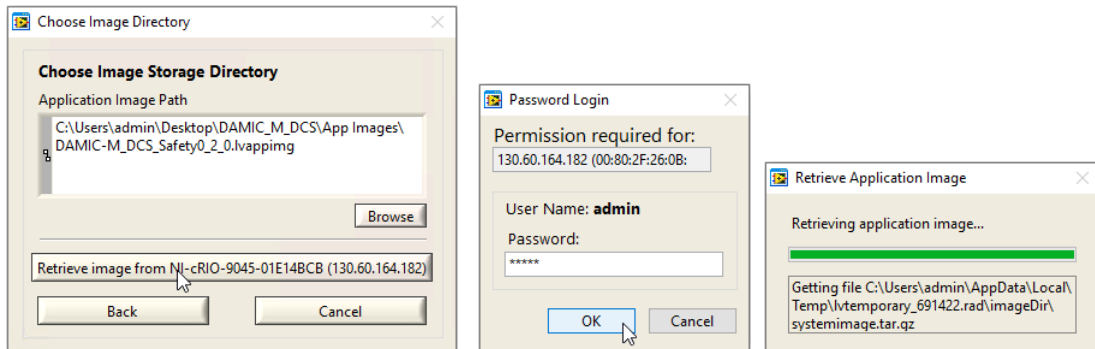 Choose Image Directory
Choose Image Storage Directory
Application Image Path
C:\Users\admin\Desktop\DAMIC_M_DCS\App Images\
DAMIC-M_DCS_Safety0_2_0.lvappimg
Browse
Retrieve image from NI-cRIO-9045-01E14BCB (130.60.164.182)
Back
Cancel
Password Login
Permission required for:
130.60.164.182 (00:80:2F:26:0B:
User Name: admin
Password:
*****
OK
Cancel
Retrieve Application Image
Retrieving application image...
Getting file C:\Users\admin\AppData\Local\
Temp\lvtemporary_691422.rad\imageDir\
systemimage.tar.gz